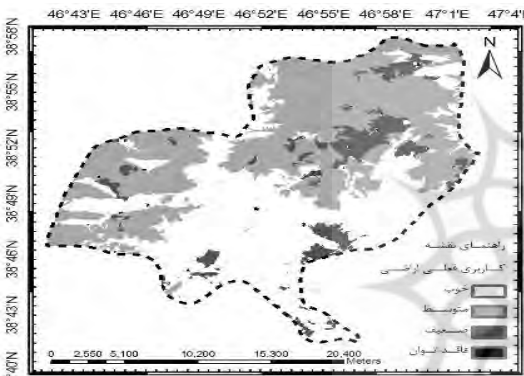 46°43'E 46°46'E 46°49'E 46°52'E 46°55'E 46°58'E 47°1'E 47°4'
38°58'N
38°55'N
38°52'N
38°49'N
38°46'N
38°43'N
38°40'N
N
راهنمای نقشه
کاربری فعلی اراضی
خوب
متوسط
ضعیف
فاقد توان
0 2,550 5,100 10,200 15,300 20,400
Meters